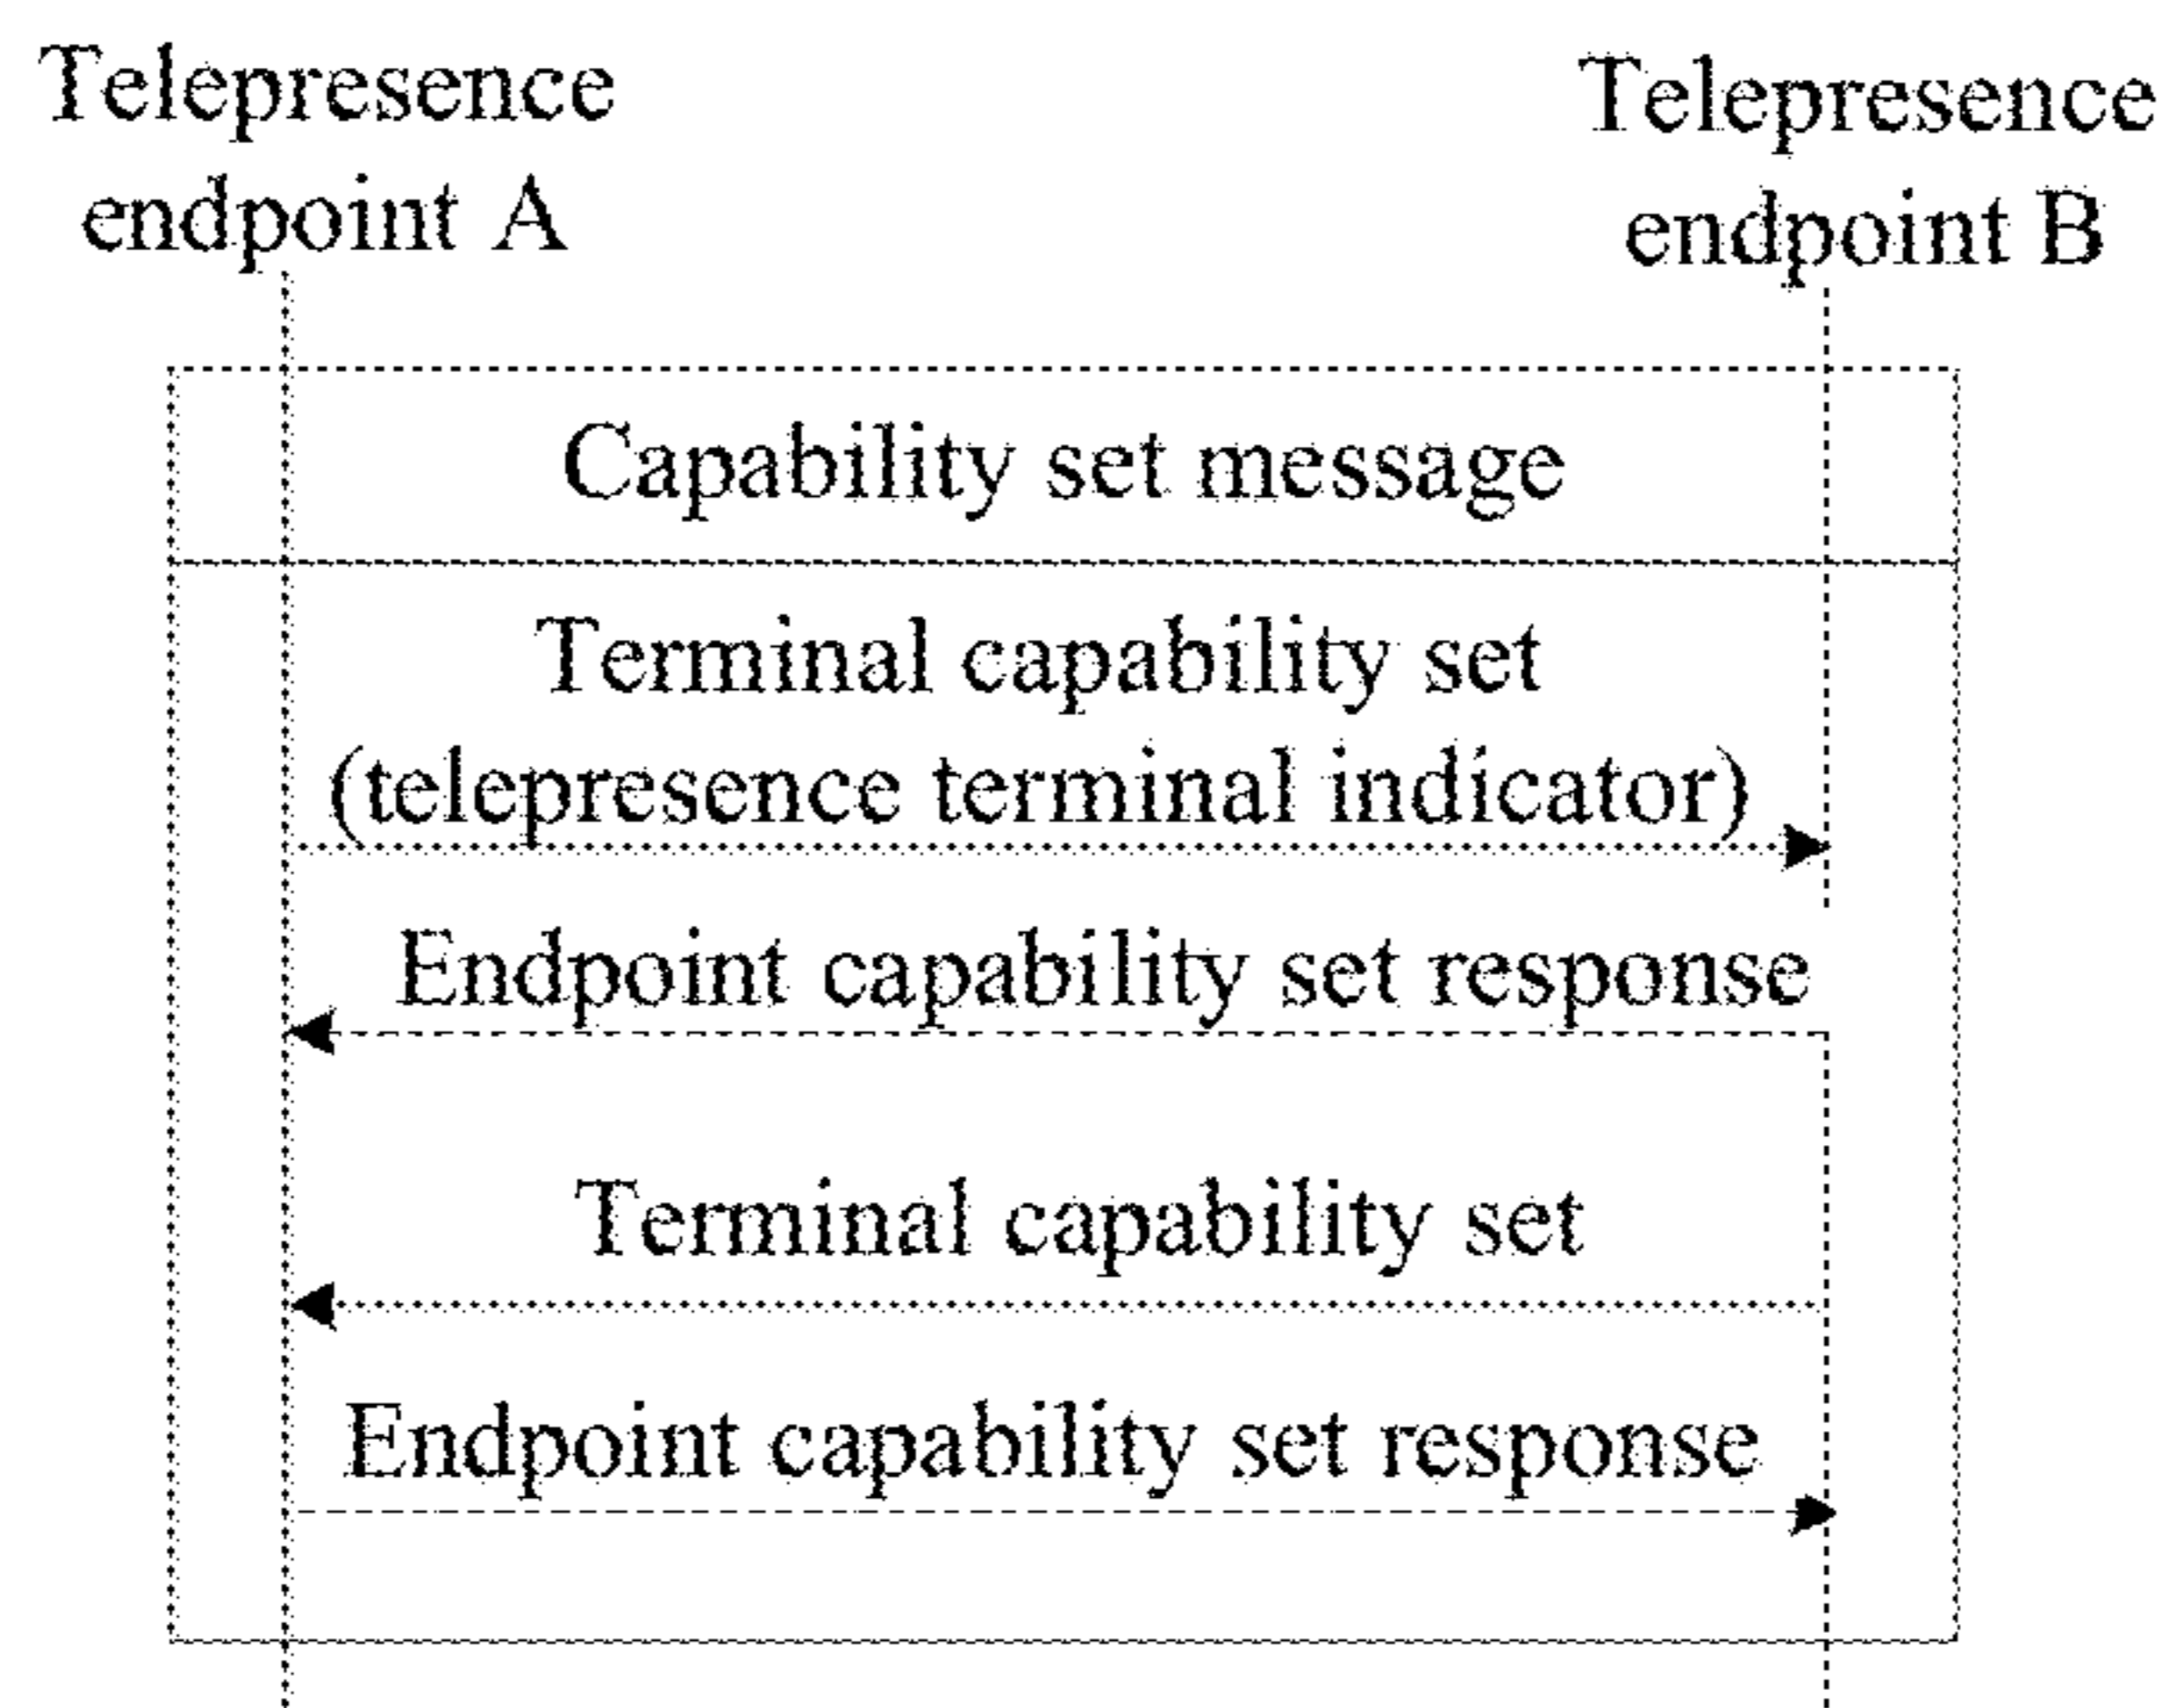 Telepresence
endpoint A
Telepresence
endpoint B
Capability set message
Terminal capability set
(telepresence terminal indicator)
Endpoint capability set response
Terminal capability set
Endpoint capability set response